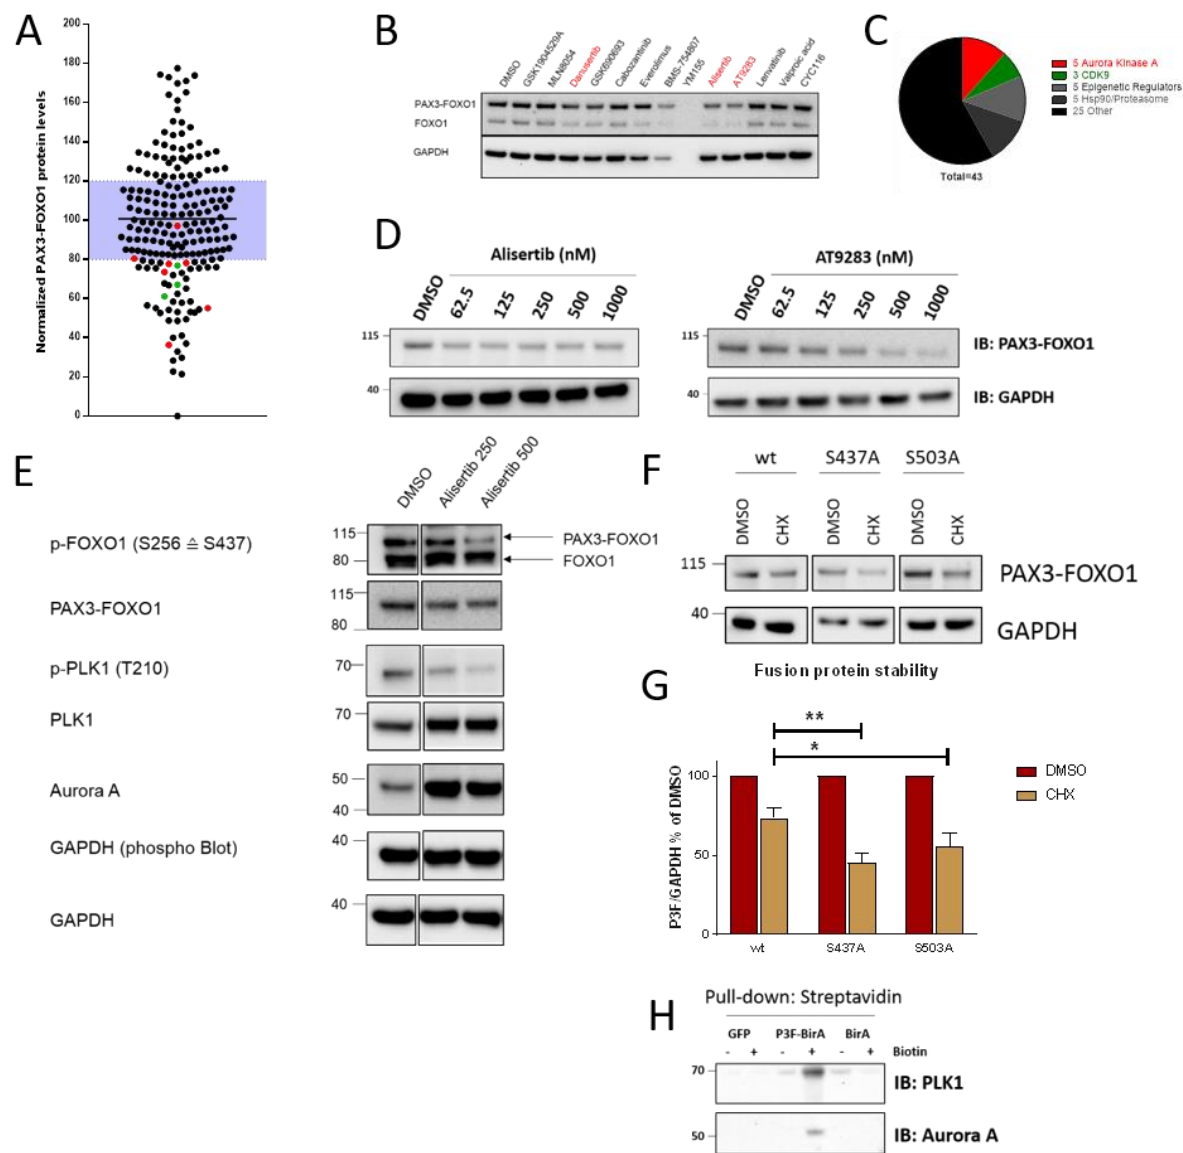 A
Normalized PAX3-FOXO1 protein levels
200
180
160
140
120
100
80
60
40
20
0
B
DMSO
GSK1904529A
MLN8054
Danusertib
GSK690693
Cabozantinib
Everolimus
BMS-754807
YM155
Alisertib
AT9283
Lenvatinib
Valproic acid
CYC116
PAX3-FOXO1
FOXO1
GAPDH
C
5 Aurora Kinase A
3 CDK9
5 Epigenetic Regulators
5 Hsp90/Proteasome
25 Other
Total=43
D
Alisertib (nM)
DMSO
62.5
125
250
500
1000
AT9283 (nM)
DMSO
62.5
125
250
500
1000
115
115
IB: PAX3-FOXO1
40
40
IB: GAPDH
E
DMSO
Alisertib 250
Alisertib 500
p-FOXO1 (S256 ≙ S437)
115
80
PAX3-FOXO1
FOXO1
PAX3-FOXO1
115
80
p-PLK1 (T210)
70
PLK1
70
Aurora A
50
40
GAPDH (phospho Blot)
40
GAPDH
40
F
wt
S437A
S503A
DMSO
CHX
DMSO
CHX
DMSO
CHX
115
PAX3-FOXO1
40
GAPDH
G
Fusion protein stability
**
*
P3F/GAPDH % of DMSO
100
50
0
wt
S437A
S503A
DMSO
CHX
H
Pull-down: Streptavidin
GFP P3F-BirA BirA
- + - + - + Biotin
70
IB: PLK1
50
IB: Aurora A